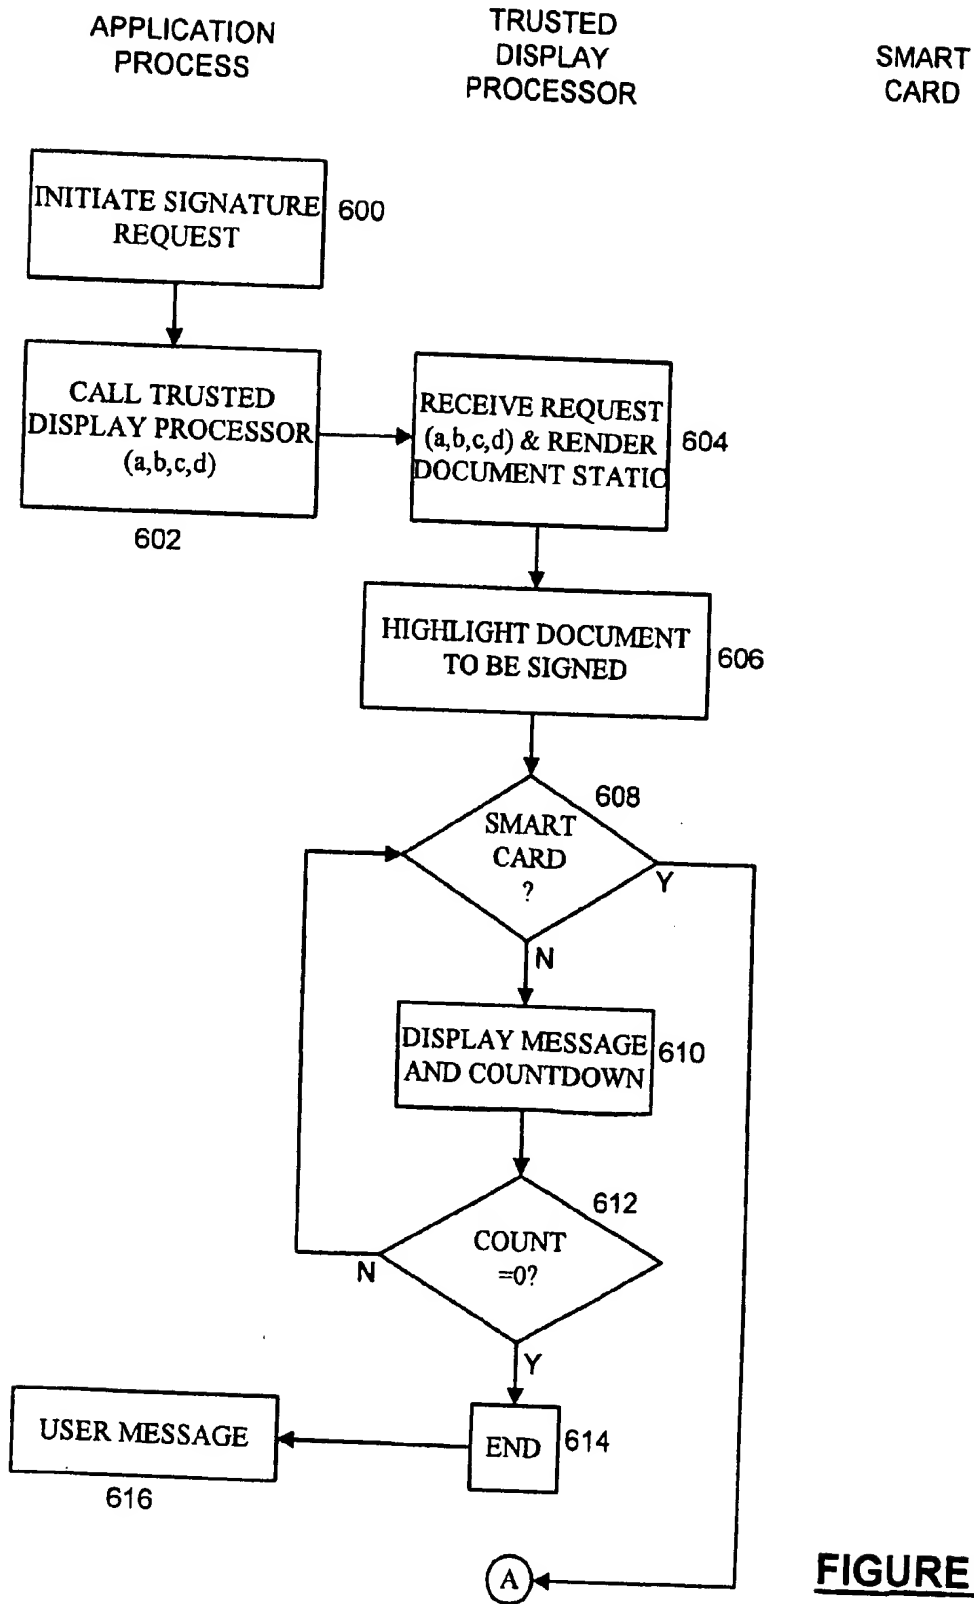 APPLICATION
PROCESS
TRUSTED
DISPLAY
PROCESSOR
SMART
CARD
INITIATE SIGNATURE
REQUEST
600
CALL TRUSTED
DISPLAY PROCESSOR
(a,b,c,d)
602
RECEIVE REQUEST
(a,b,c,d) & RENDER
DOCUMENT STATIC
604
HIGHLIGHT DOCUMENT
TO BE SIGNED
606
608
SMART
CARD
?
Y
N
DISPLAY MESSAGE
AND COUNTDOWN
610
612
COUNT
=0?
N
Y
USER MESSAGE
616
END
614
A
FIGURE